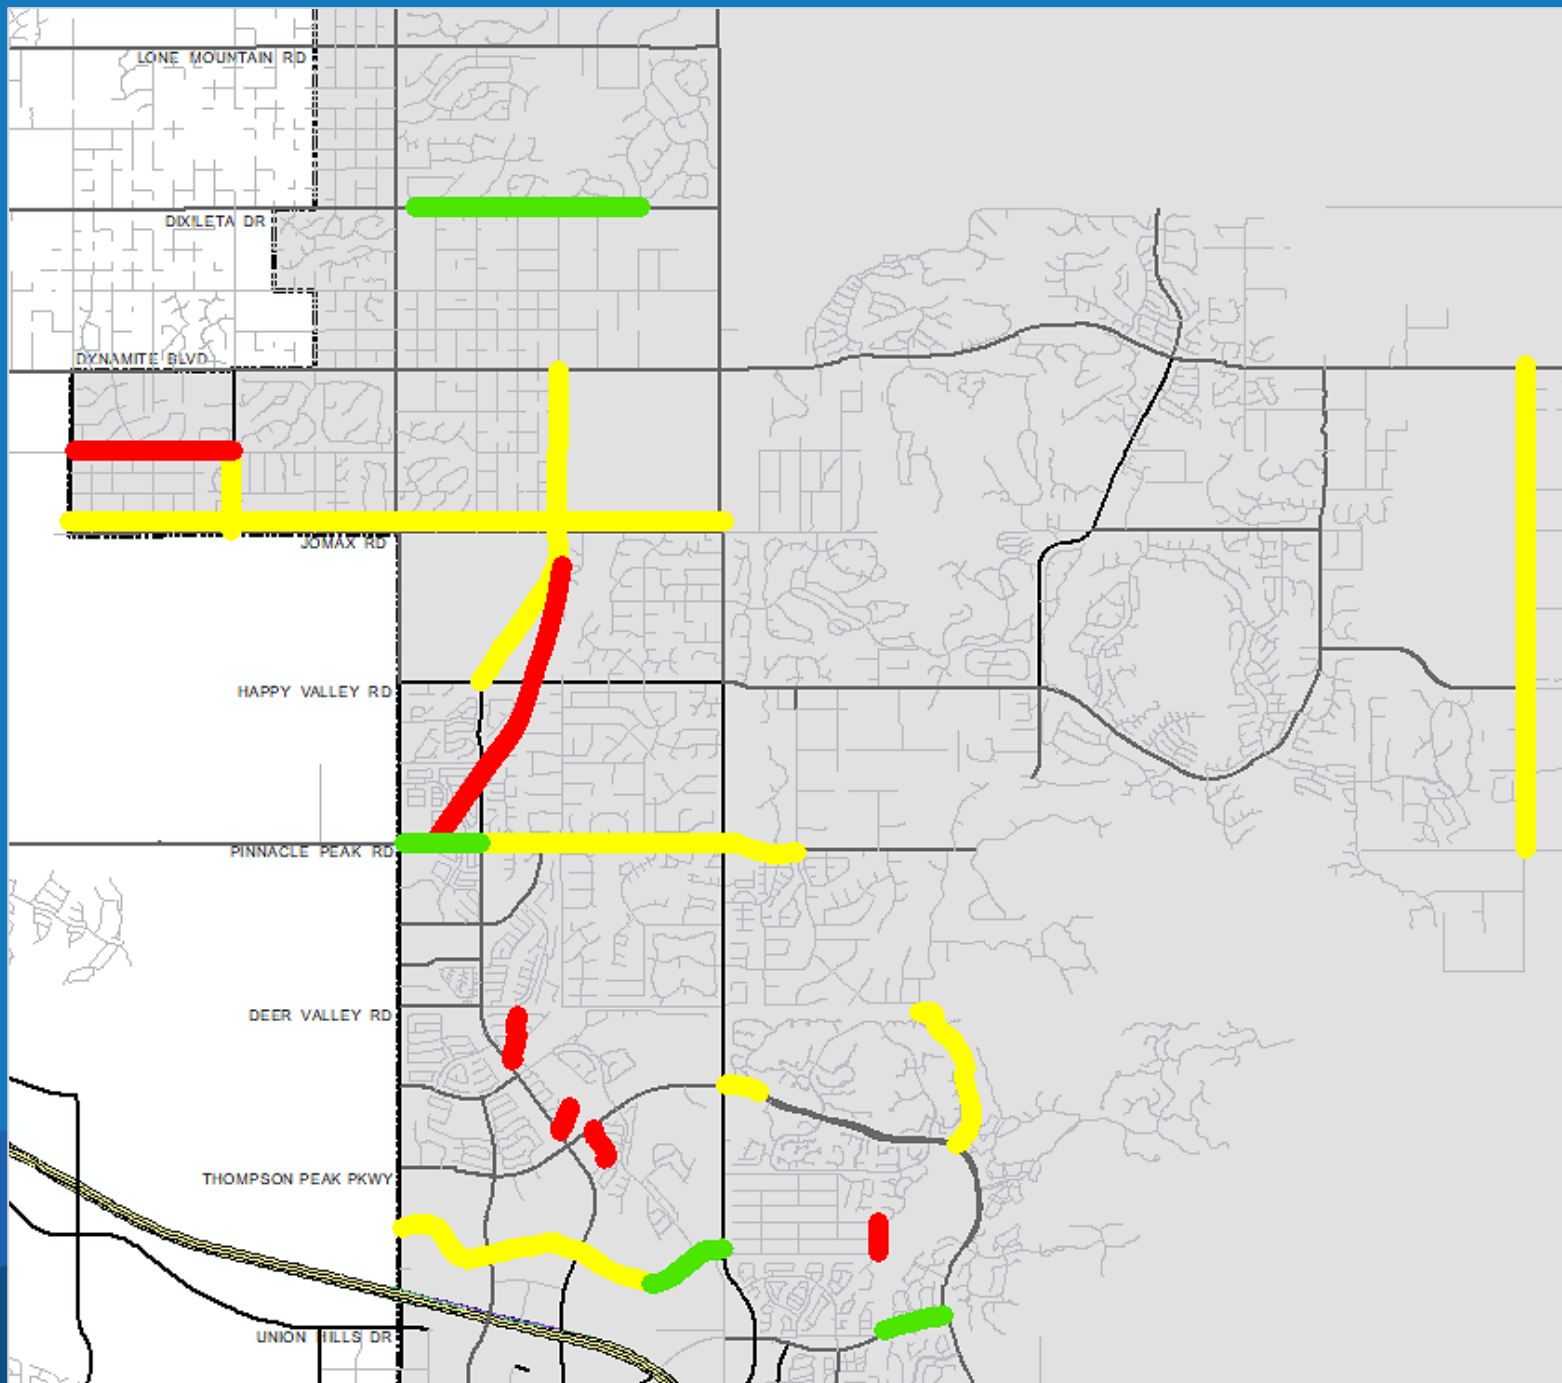 LONE MOUNTAIN RD
DIXILETA DR
DYNAMITE BLVD
JOMAX RD
HAPPY VALLEY RD
PINNACLE PEAK RD
DEER VALLEY RD
THOMPSON PEAK PKWY
UNION HILLS DR